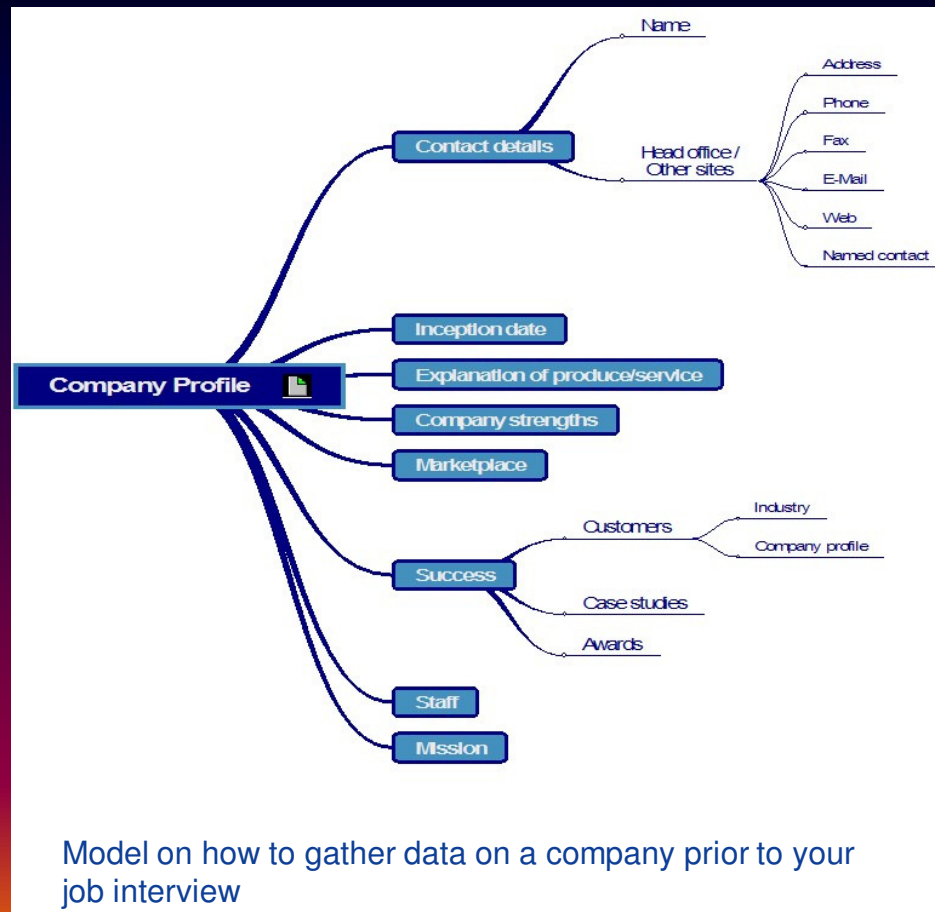 Name
Address
Phone
Fax
E-Mail
Web
Named contact
Contact details
Head office /
Other sites
Inception date
Company Profile
Explanation of produce/service
Company strengths
Marketplace
Industry
Customers
Company profile
Success
Case studies
Awards
Staff
Mission
Model on how to gather data on a company prior to your
job interview